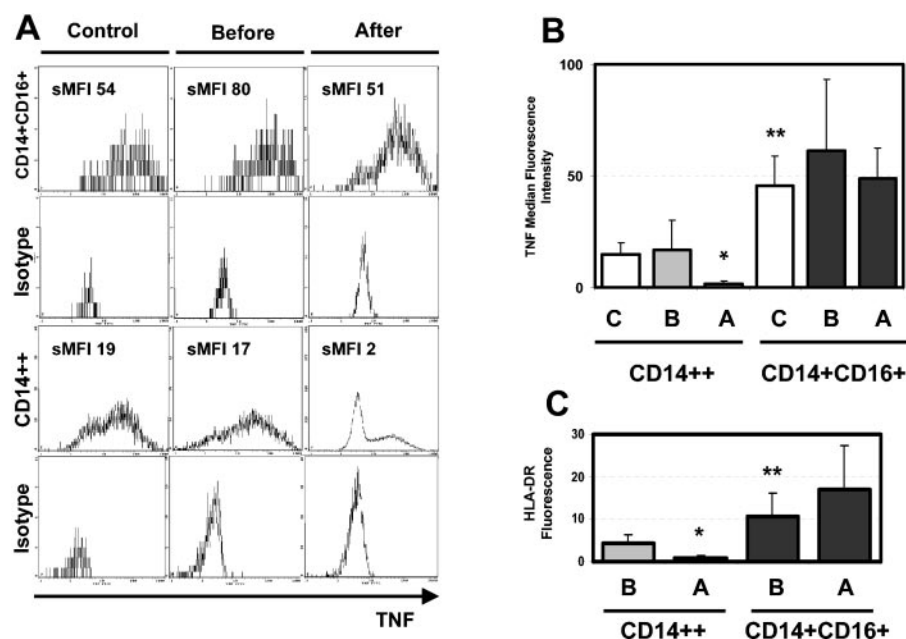 A
Control
Before
After
CD14+CD16+
sMFI 54
sMFI 80
sMFI 51
Isotype
CD14++
sMFI 19
sMFI 17
sMFI 2
Isotype
TNF
B
TNF Median Fluorescence
Intensity
100
50
0
**
*
C B A C B A
CD14++ CD14+CD16+
C
HLA-DR
Fluorescence
30
20
10
0
**
*
B A B A
CD14++ CD14+CD16+